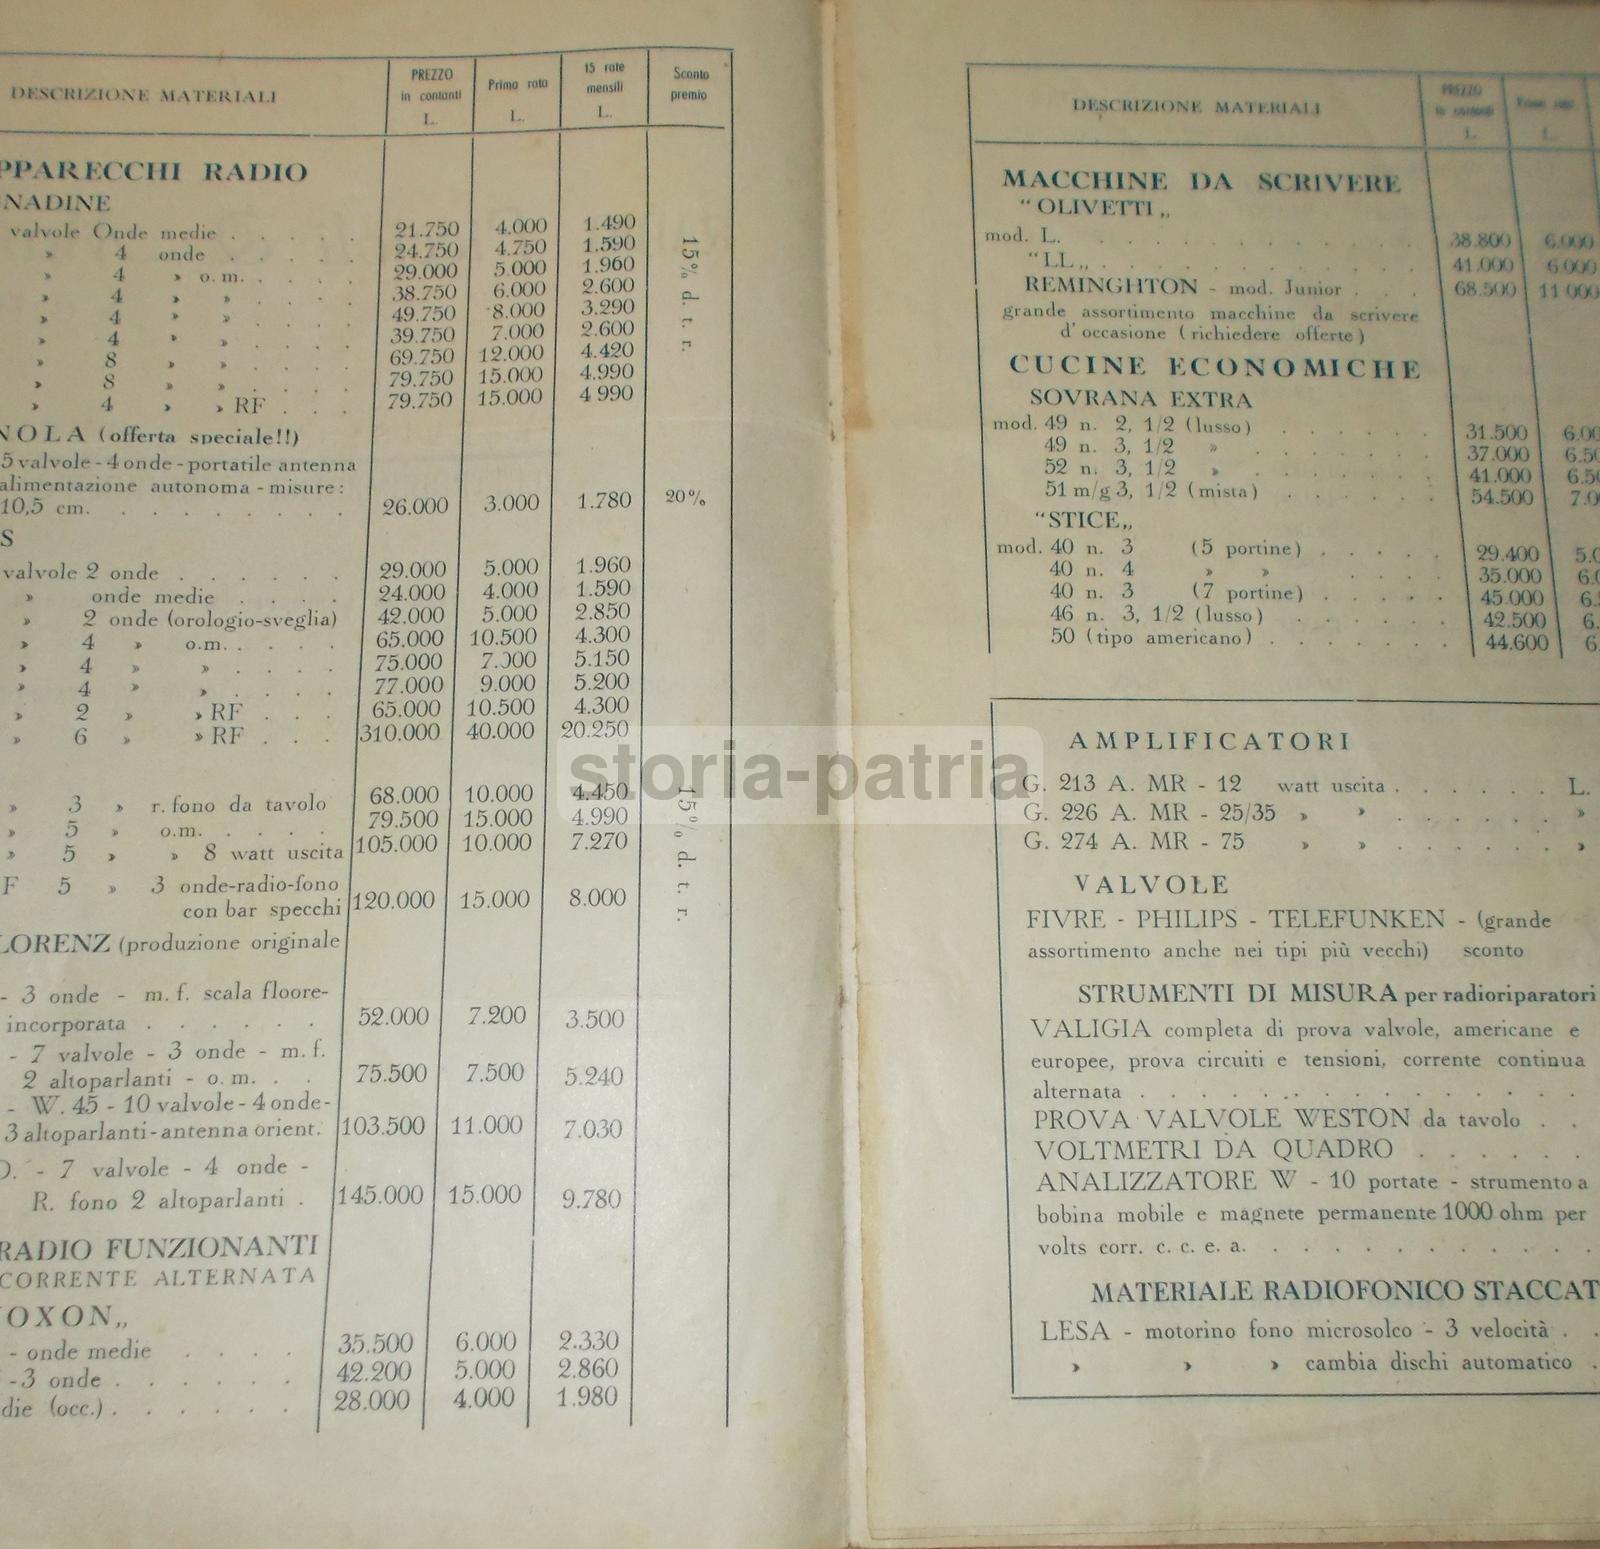 DESCRIZIONE MATERIALI PREZZO in contanti L. Prima rata L. 15 rate mensili L. Sconto premio
PPARECCHI RADIO
NADINE
valvole Onde medie . . . . . 21.750 4.000 1.490
» 4 onde . . . . . 24.750 4.750 1.590
» 4 » o. m. . . . . 29.000 5.000 1.960
» 4 » » . . . . 38.750 6.000 2.600
» 4 » » . . . . 49.750 8.000 3.290
» 4 » » . . . . 39.750 7.000 2.600
» 8 » » . . . . 69.750 12.000 4.420
» 8 » » . . . . 79.750 15.000 4.990
» 4 » » RF . . . 79.750 15.000 4 990
15% d. t. r.
NOLA (offerta speciale!!)
5 valvole - 4 onde - portatile antenna
alimentazione autonoma - misure :
10,5 cm. . . . . . . . . 26.000 3.000 1.780 20%
S
valvole 2 onde . . . . . . 29.000 5.000 1.960
» onde medie . . . . 24.000 4.000 1.590
» 2 onde (orologio-sveglia) 42.000 5.000 2.850
» 4 » o.m. . . . . 65.000 10.500 4.300
» 4 » » . . . . 75.000 7.000 5.150
» 4 » » . . . . 77.000 9.000 5.200
» 2 » » RF . . . 65.000 10.500 4.300
» 6 » » RF . . . 310.000 40.000 20.250
» 3 » r. fono da tavolo 68.000 10.000 4.450
» 5 » o.m. . . . . 79.500 15.000 4.990
» 5 » » 8 watt uscita 105.000 10.000 7.270
15% d. t. r.
F 5 » 3 onde-radio-fono
con bar specchi 120.000 15.000 8.000
LORENZ (produzione originale
- 3 onde - m. f. scala floore-
incorporata . . . . . . 52.000 7.200 3.500
- 7 valvole - 3 onde - m. f.
2 altoparlanti - o. m. . . 75.500 7.500 5.240
- W. 45 - 10 valvole - 4 onde-
3 altoparlanti - antenna orient. 103.500 11.000 7.030
O. - 7 valvole - 4 onde -
R. fono 2 altoparlanti . 145.000 15.000 9.780
RADIO FUNZIONANTI
CORRENTE ALTERNATA
OXON„
- onde medie . . . . 35.500 6.000 2.330
- 3 onde . . . . . . 42.200 5.000 2.860
die (occ.) . . . . . . 28.000 4.000 1.980
storia-patria
DESCRIZIONE MATERIALI PREZZO in contanti L. Prima rata L.
MACCHINE DA SCRIVERE
“ OLIVETTI „
mod. L. . . . . . . . . . . 38.800 6.000
“ LL „ . . . . . . . . . . 41.000 6 000
REMINGHTON - mod. Junior . . . 68.500 11 000
grande assortimento macchine da scrivere
d' occasione ( richiedere offerte )
CUCINE ECONOMICHE
SOVRANA EXTRA
mod. 49 n. 2, 1/2 (lusso) . . . . . 31.500 6.00
49 n. 3, 1/2 » . . . . . . 37.000 6.50
52 n. 3, 1/2 » . . . . . . 41.000 6.50
51 m/g 3, 1/2 ( mista ) . . . . . 54.500 7.0
“STICE„
mod. 40 n. 3 ( 5 portine ) . . . . . 29.400 5.0
40 n. 4 » » . . . . 35.000 6.0
40 n. 3 (7 portine) . . . . . 45.000 6.
46 n. 3, 1/2 ( lusso) . . . . . . 42.500 6.
50 ( tipo americano ) . . . . . . . 44.600 6
AMPLIFICATORI
G. 213 A. MR - 12 watt uscita . . . . . . L.
G. 226 A. MR - 25/35 » » . . . . . . »
G. 274 A. MR - 75 » » . . . . . . »
VALVOLE
FIVRE - PHILIPS - TELEFUNKEN - (grande
assortimento anche nei tipi più vecchi) sconto
STRUMENTI DI MISURA per radioriparatori
VALIGIA completa di prova valvole, americane e
europee, prova circuiti e tensioni, corrente continua
alternata . . . . . . . . . . . . .
PROVA VALVOLE WESTON da tavolo . .
VOLTMETRI DA QUADRO . . . . . .
ANALIZZATORE W - 10 portate - strumento a
bobina mobile e magnete permanente 1000 ohm per
volts corr. c. c. e. a. . . . . . . . . . . .
MATERIALE RADIOFONICO STACCAT
LESA - motorino fono microsolco - 3 velocità . .
» » » cambia dischi automatico .